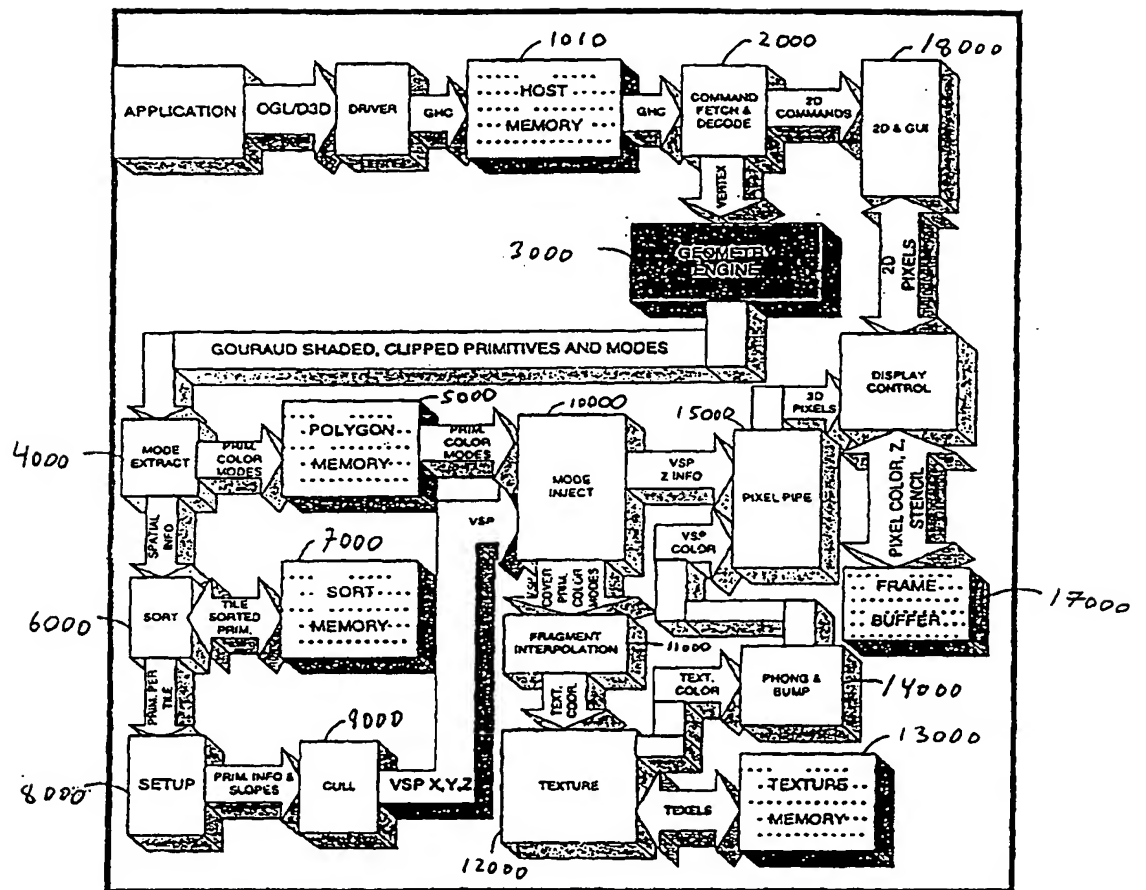 1010
2000
18000
APPLICATION
OGL/D3D
DRIVER
GHC
HOST
MEMORY
GHC
COMMAND
FETCH &
DECODE
2D
COMMANDS
2D & GUI
VERTEX
3000
GEOMETRY
ENGINE
2D
PIXELS
GOURAUD SHADED, CLIPPED PRIMITIVES AND MODES
DISPLAY
CONTROL
3D
PIXELS
5000
10000
15000
4000
MODE
EXTRACT
PRIM.
COLOR
MODES
POLYGON
MEMORY
PRIM.
COLOR
MODES
MODE
INJECT
VSP
Z INFO
PIXEL PIPE
PIXEL COLOR, Z,
STENCIL
VSP
VSP
COLOR
SPATIAL
INFO
7000
VSP
COVER
PRIM.
COLOR
MODES
6000
SORT
TILE
SORTED
PRIM.
SORT
MEMORY
FRAME
BUFFER
17000
FRAGMENT
INTERPOLATION
11000
PRIM. PER
TILE
TEXT.
COOR.
TEXT.
COLOR
PHONG &
BUMP
14000
9000
13000
8000
SETUP
PRIM. INFO &
SLOPES
CULL
VSP X,Y,Z
TEXTURE
TEXELS
TEXTURE
MEMORY
12000